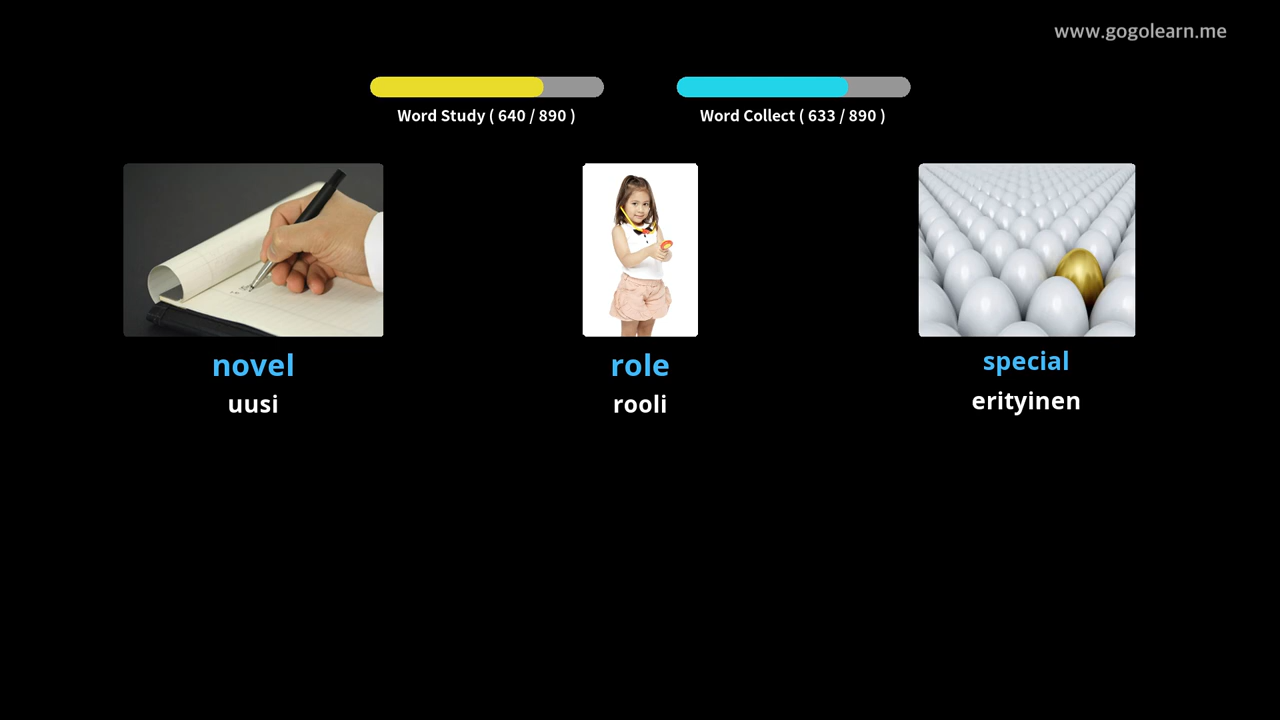 www.gogolearn.me
Word Study ( 640 / 890 )
Word Collect ( 633 / 890 )
novel
uusi
role
rooli
special
erityinen